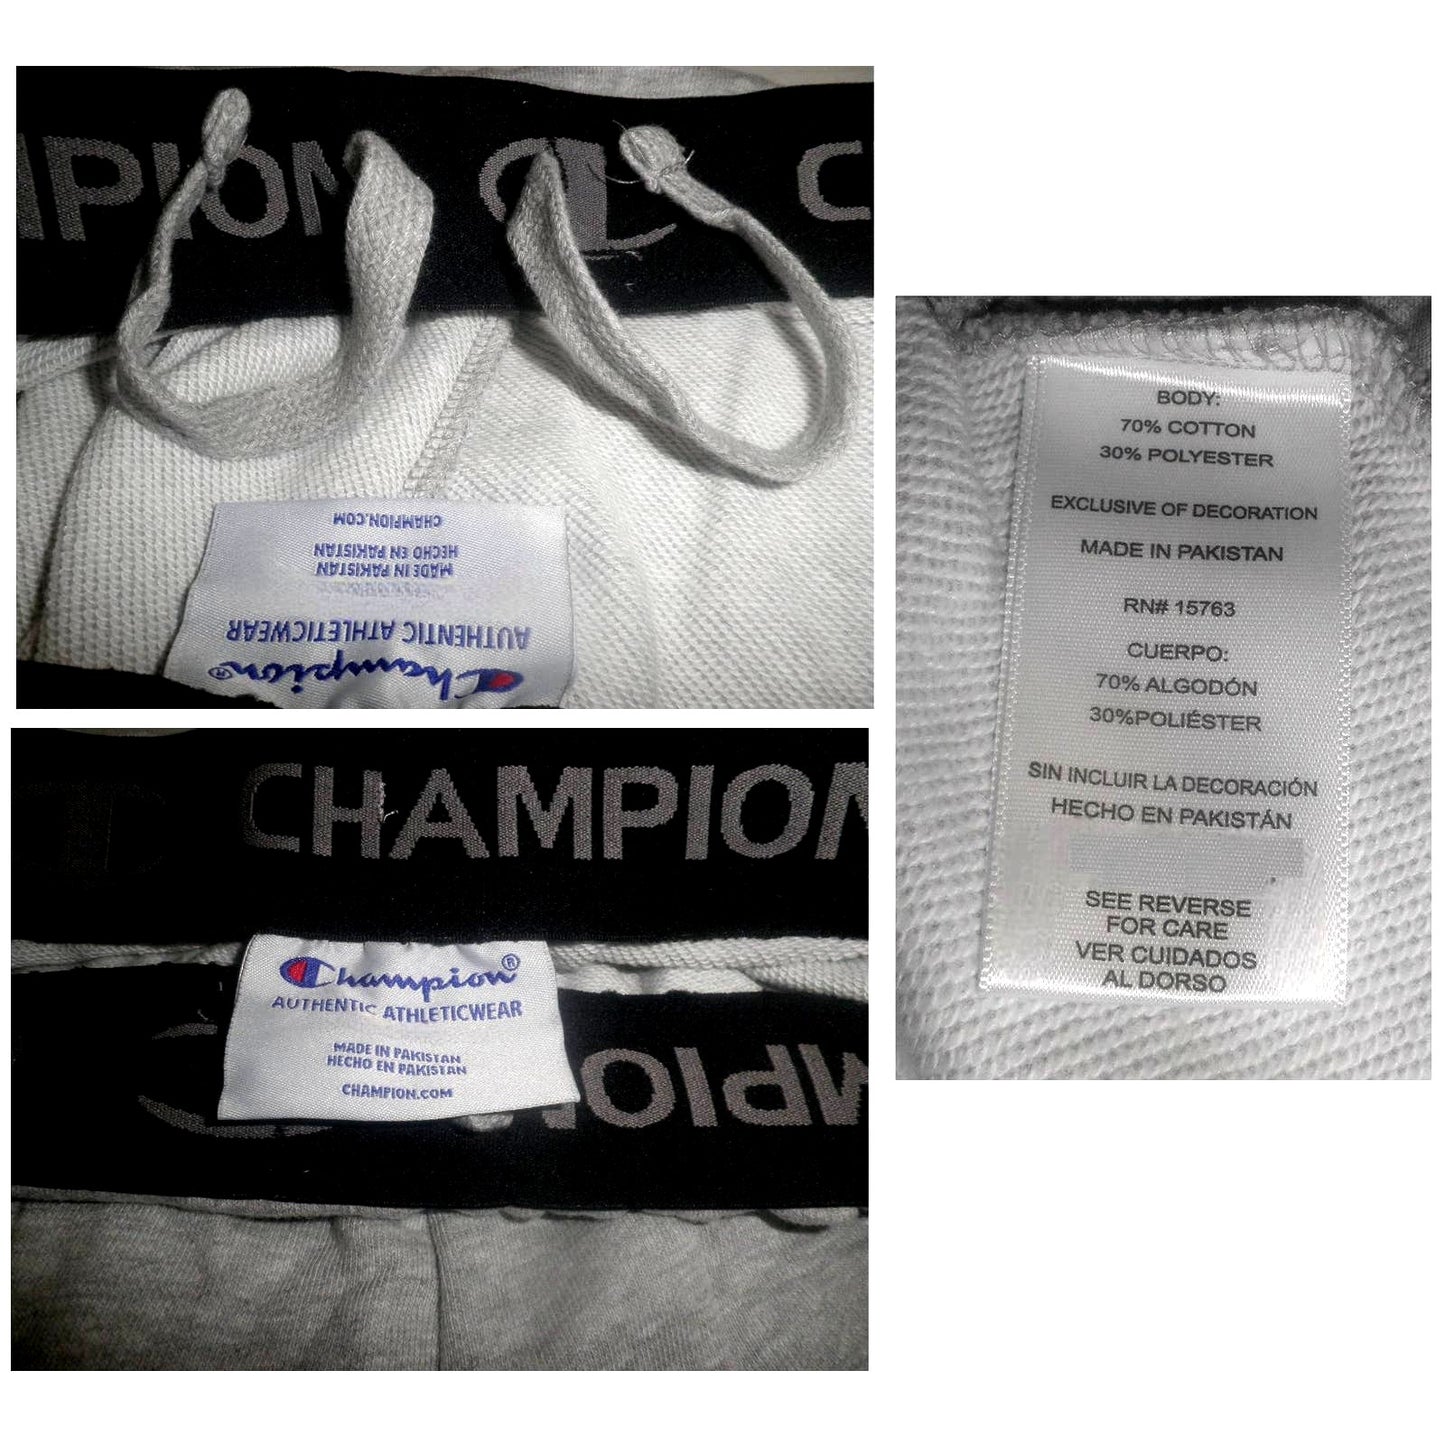 MPION
C
CHAMPION.COM
HECHO EN PAKISTAN
MADE IN PAKISTAN
AUTHENTIC ATHLETICWEAR
Champion®
CHAMPION
Champion®
AUTHENTIC ATHLETICWEAR
MADE IN PAKISTAN
HECHO EN PAKISTAN
CHAMPION.COM
MPION
BODY:
70% COTTON
30% POLYESTER
EXCLUSIVE OF DECORATION
MADE IN PAKISTAN
RN# 15763
CUERPO:
70% ALGODÓN
30%POLIÉSTER
SIN INCLUIR LA DECORACIÓN
HECHO EN PAKISTÁN
SEE REVERSE
FOR CARE
VER CUIDADOS
AL DORSO